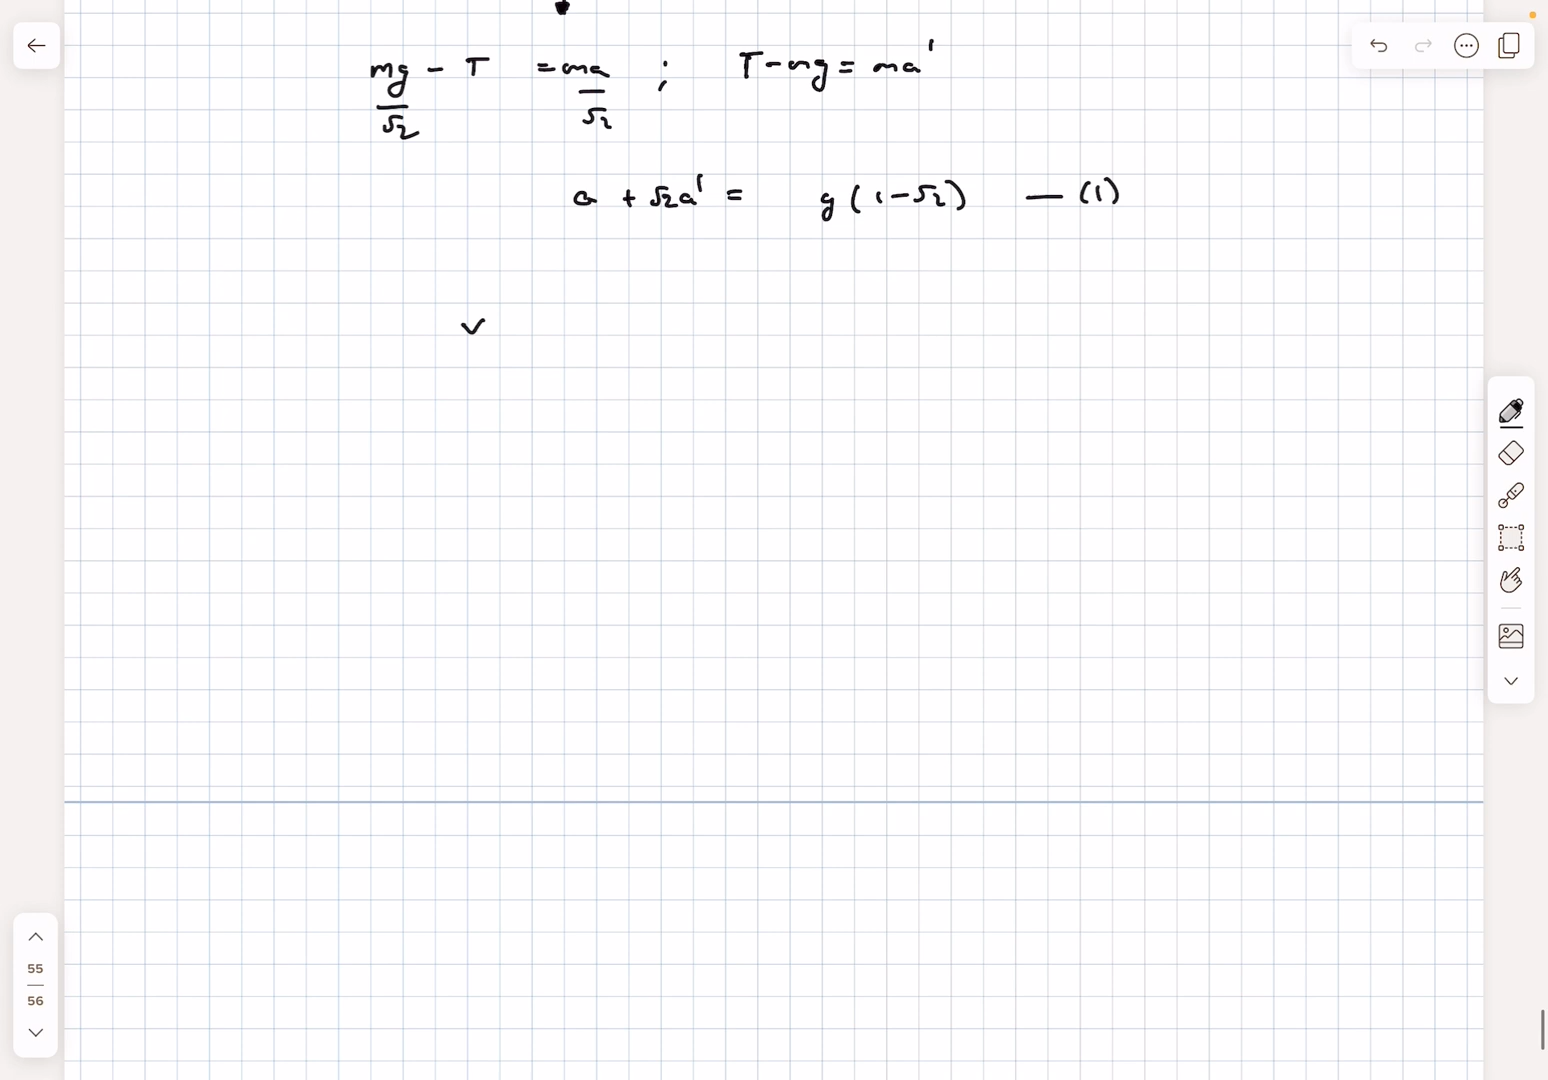 mg/√2 - T = ma/√2 ; T - mg = ma'
a + √2a' = g(1-√2) — (1)
v
55
56